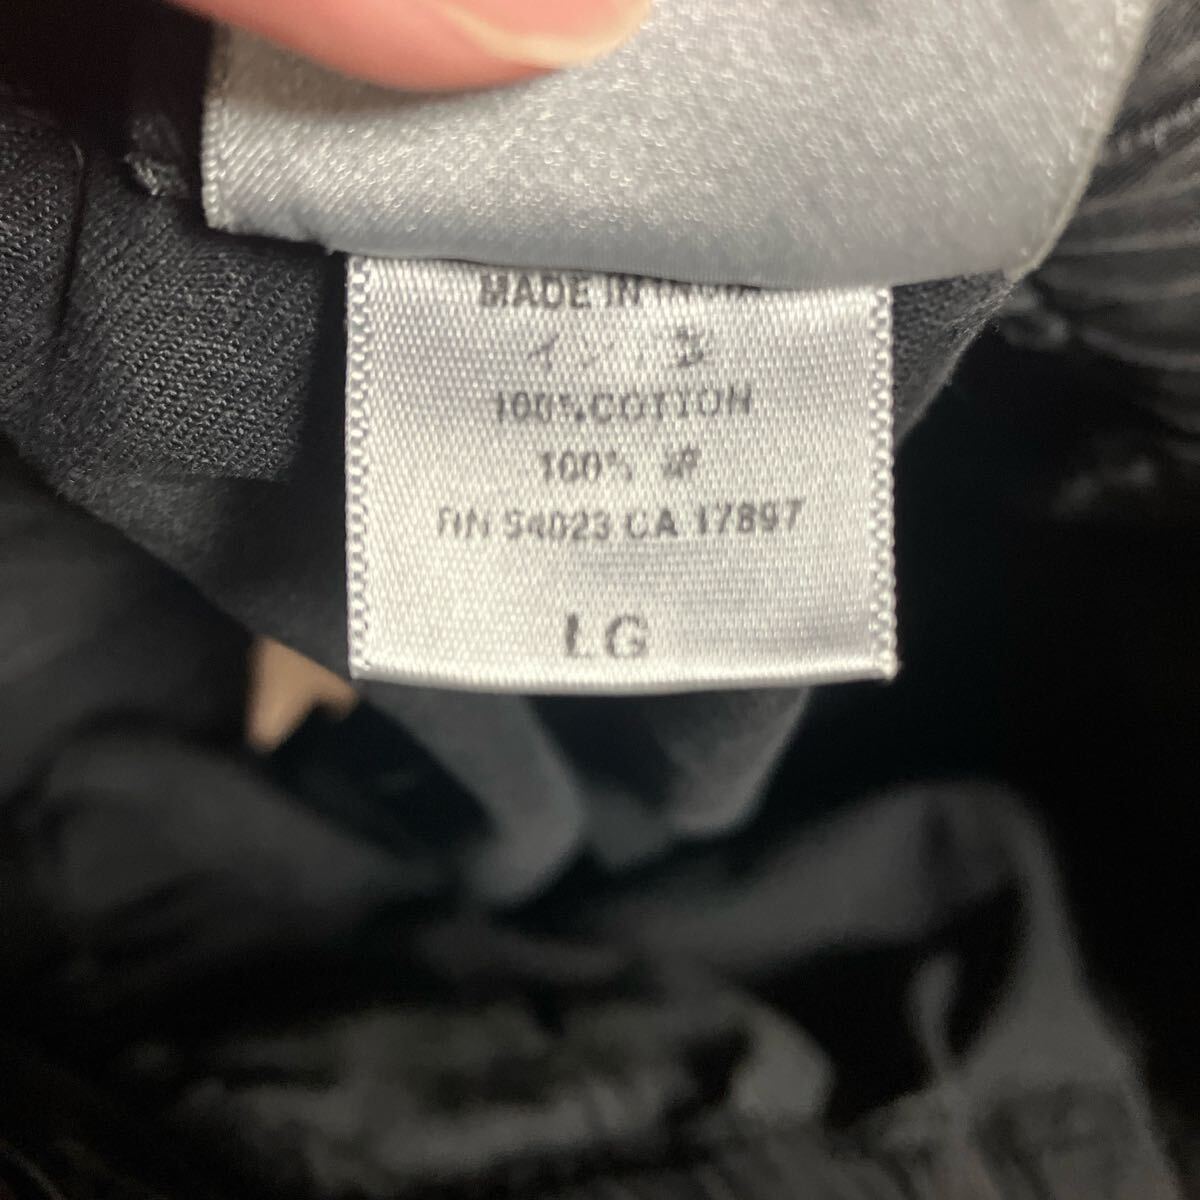 MADE IN INDIA
インド
100% COTTON
100% 綿
RN 54023 CA 17897
LG